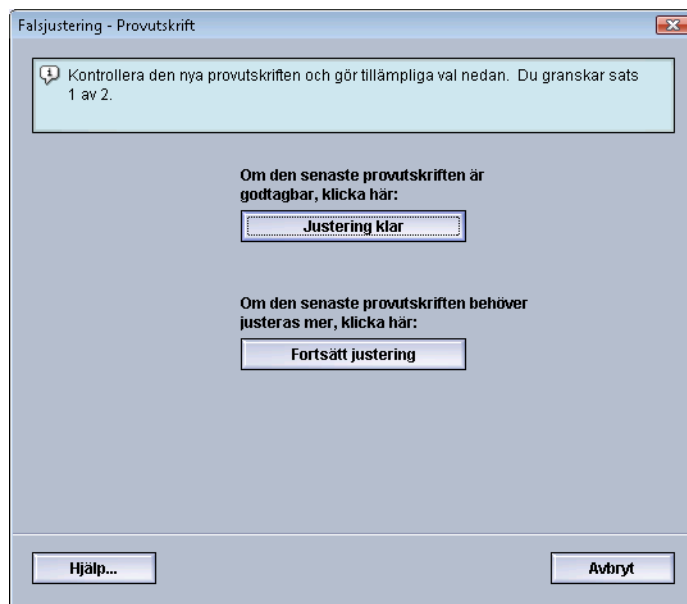 Falsjustering - Provutskrift
Kontrollera den nya provutskriften och gör tillämpliga val nedan. Du granskar sats
1 av 2.
Om den senaste provutskriften är
godtagbar, klicka här:
Justering klar
Om den senaste provutskriften behöver
justeras mer, klicka här:
Fortsätt justering
Hjälp...
Avbryt